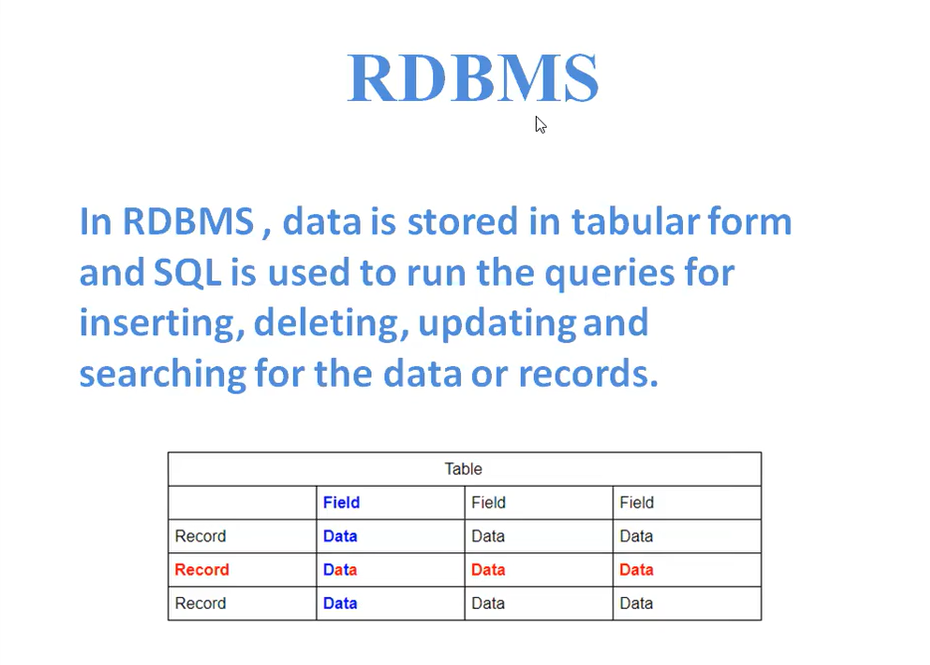 RDBMS
In RDBMS , data is stored in tabular form
and SQL is used to run the queries for
inserting, deleting, updating and
searching for the data or records.
Table
Field Field Field
Record Data Data Data
Record Data Data Data
Record Data Data Data